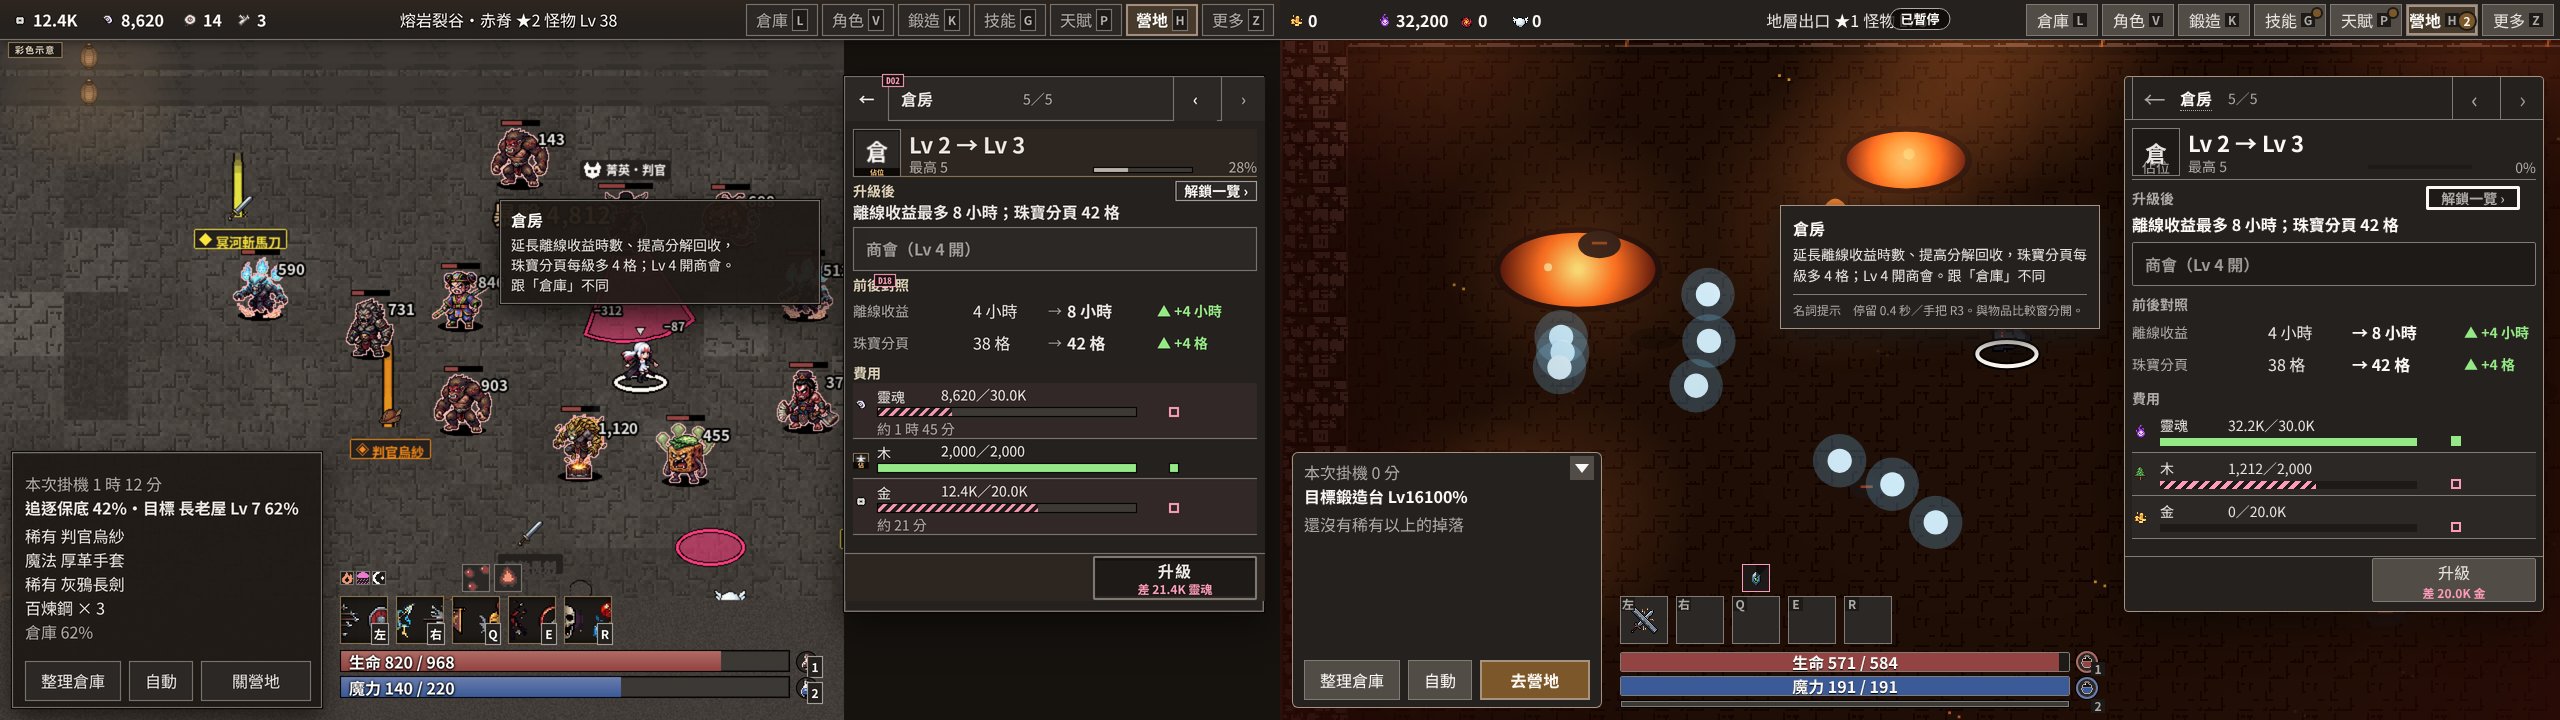 12.4K 8,620 14 3 熔岩裂谷・赤脊 ★2 怪物 Lv 38 倉庫 L 角色 V 鍛造 K 技能 G 天賦 P 營地 H 更多 Z
彩色示意
143
菁英・判官
590
冥河斬馬刀
731
903
1,120
455
判官烏紗
-312
-87
倉房
延長離線收益時數、提高分解回收，
珠寶分頁每級多 4 格；Lv 4 開商會。
跟「倉庫」不同
本次掛機 1 時 12 分
追逐保底 42%・目標 長老屋 Lv 7 62%
稀有 判官烏紗
魔法 厚革手套
稀有 灰鴉長劍
百煉鋼 × 3
倉庫 62%
整理倉庫 自動 關營地
左 右 Q E R
生命 820 / 968 1
魔力 140 / 220 2
D02
← 倉房 5／5 ‹ ›
倉 Lv 2 → Lv 3
佔位 最高 5 28%
升級後 解鎖一覽 ›
離線收益最多 8 小時；珠寶分頁 42 格
商會（Lv 4 開）
D18
前後對照
離線收益 4 小時 → 8 小時 ▲ +4 小時
珠寶分頁 38 格 → 42 格 ▲ +4 格
費用
靈魂 8,620／30.0K
約 1 時 45 分
木 2,000／2,000
金 12.4K／20.0K
約 21 分
升級
差 21.4K 靈魂
0 32,200 0 0 地層出口 ★1 怪物 已暫停 倉庫 L 角色 V 鍛造 K 技能 G 天賦 P 營地 H 2 更多 Z
倉房
延長離線收益時數、提高分解回收，珠寶分頁每
級多 4 格；Lv 4 開商會。跟「倉庫」不同
名詞提示 停留 0.4 秒／手把 R3。與物品比較窗分開。
本次掛機 0 分
目標鍛造台 Lv16100%
還沒有稀有以上的掉落
整理倉庫 自動 去營地
左 右 Q E R
生命 571 / 584 1
魔力 191 / 191
2
← 倉房 5／5 ‹ ›
倉 Lv 2 → Lv 3
佔位 最高 5 0%
升級後 解鎖一覽 ›
離線收益最多 8 小時；珠寶分頁 42 格
商會（Lv 4 開）
前後對照
離線收益 4 小時 → 8 小時 ▲ +4 小時
珠寶分頁 38 格 → 42 格 ▲ +4 格
費用
靈魂 32.2K／30.0K
木 1,212／2,000
金 0／20.0K
升級
差 20.0K 金